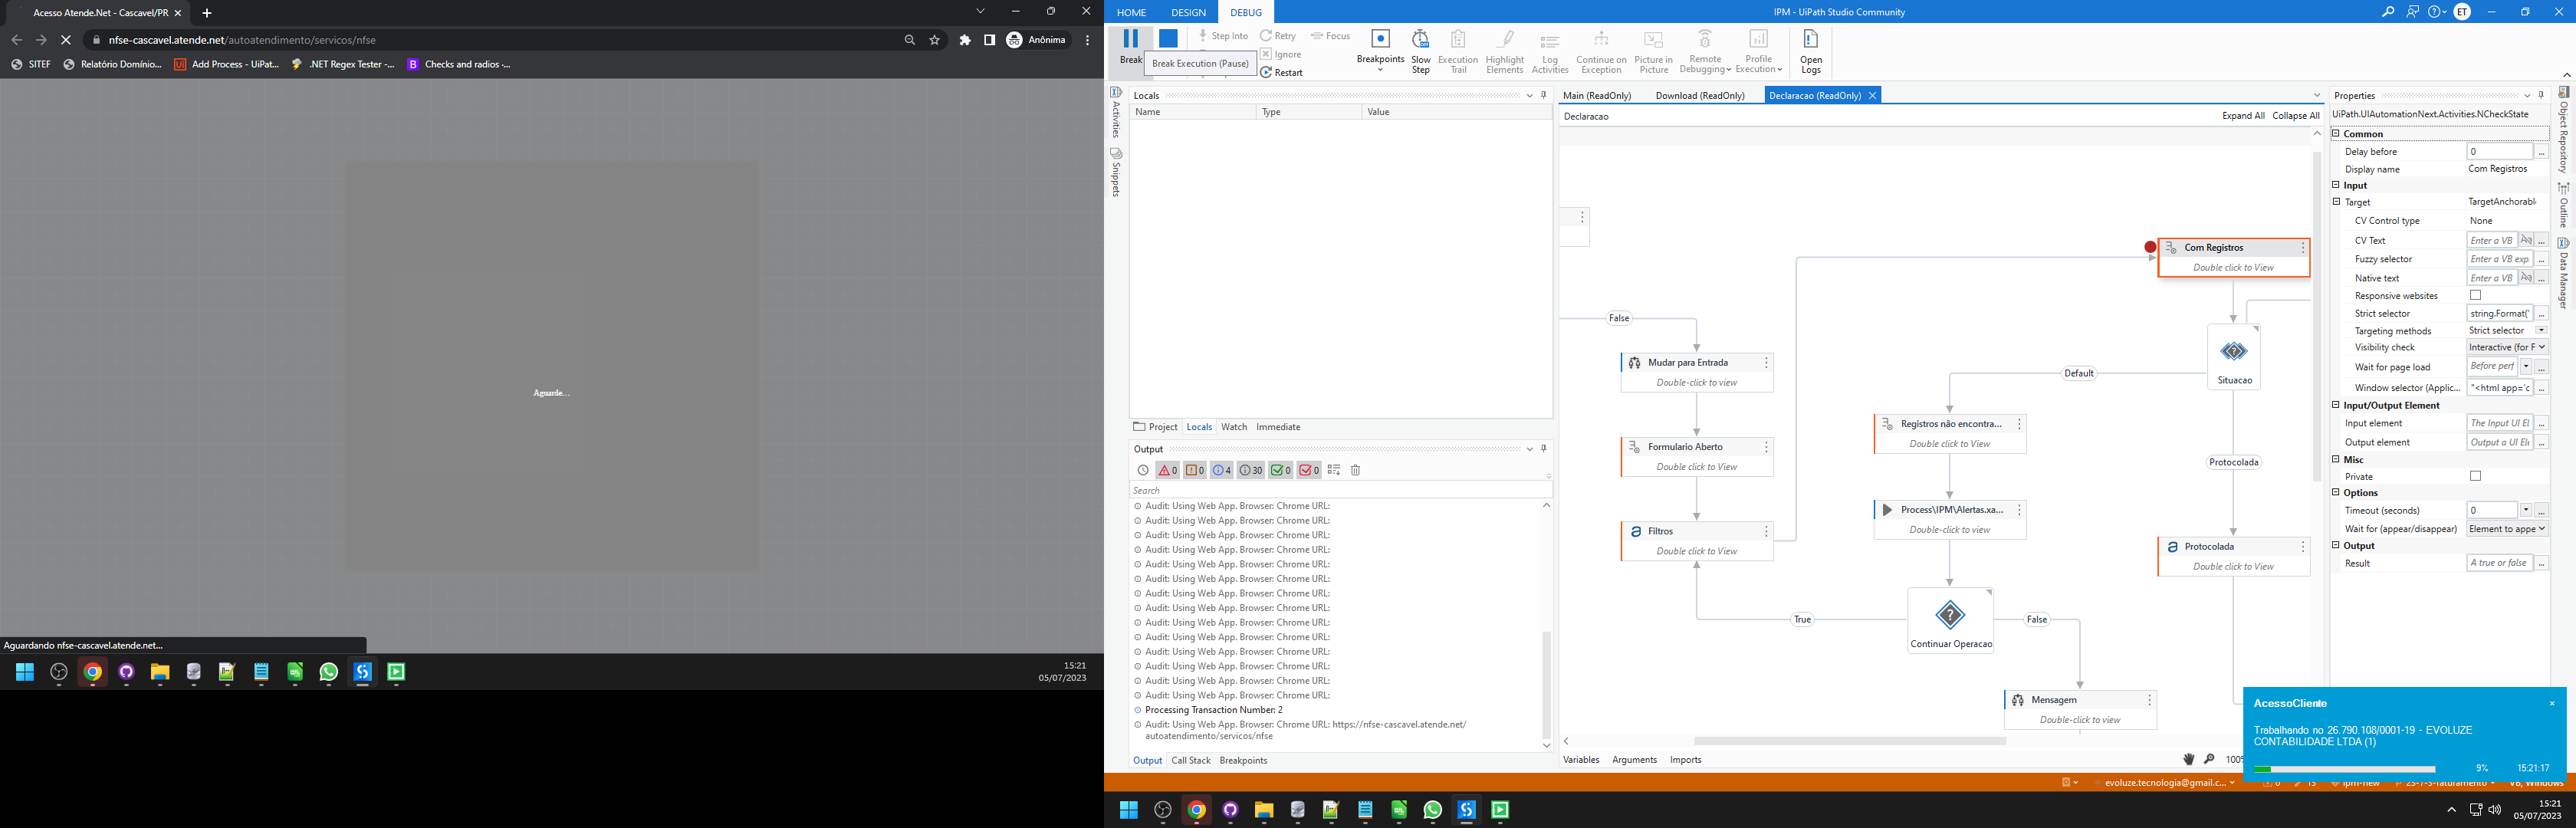 Acesso Atende.Net - Cascavel/PR
nfse-cascavel.atende.net/autoatendimento/servicos/nfse
Anônima
SITEF
Relatório Domínio...
Add Process - UiPat...
.NET Regex Tester -...
Checks and radios ·...
Aguarde...
Aguardando nfse-cascavel.atende.net...
15:21
05/07/2023
HOME
DESIGN
DEBUG
IPM - UiPath Studio Community
ET
Break
Break Execution (Pause)
Step Into
Retry
Focus
Ignore
Restart
Breakpoints
Slow Step
Execution Trail
Highlight Elements
Log Activities
Continue on Exception
Picture in Picture
Remote Debugging
Profile Execution
Open Logs
Activities
Snippets
Locals
Name
Type
Value
Project
Locals
Watch
Immediate
Output
0
0
4
30
0
0
Search
Audit: Using Web App. Browser: Chrome URL:
Audit: Using Web App. Browser: Chrome URL:
Audit: Using Web App. Browser: Chrome URL:
Audit: Using Web App. Browser: Chrome URL:
Audit: Using Web App. Browser: Chrome URL:
Audit: Using Web App. Browser: Chrome URL:
Audit: Using Web App. Browser: Chrome URL:
Audit: Using Web App. Browser: Chrome URL:
Audit: Using Web App. Browser: Chrome URL:
Audit: Using Web App. Browser: Chrome URL:
Audit: Using Web App. Browser: Chrome URL:
Audit: Using Web App. Browser: Chrome URL:
Audit: Using Web App. Browser: Chrome URL:
Audit: Using Web App. Browser: Chrome URL:
Processing Transaction Number: 2
Audit: Using Web App. Browser: Chrome URL: https://nfse-cascavel.atende.net/
autoatendimento/servicos/nfse
Output
Call Stack
Breakpoints
Main (ReadOnly)
Download (ReadOnly)
Declaracao (ReadOnly)
Declaracao
Expand All
Collapse All
Com Registros
Double click to View
False
Mudar para Entrada
Double-click to view
Situacao
Default
Registros não encontra...
Double click to View
Formulario Aberto
Double click to View
Protocolada
Process\IPM\Alertas.xa...
Double-click to view
Filtros
Double click to View
Protocolada
Double click to View
True
Continuar Operacao
False
Mensagem
Double-click to view
Variables
Arguments
Imports
100%
Properties
UiPath.UIAutomationNext.Activities.NCheckState
Common
Delay before
0
Display name
Com Registros
Input
Target
TargetAnchorabl
CV Control type
None
CV Text
Enter a VB
Fuzzy selector
Enter a VB exp
Native text
Enter a VB
Responsive websites
Strict selector
string.Format("
Targeting methods
Strict selector
Visibility check
Interactive (for F
Wait for page load
Before perf
Window selector (Applic...
"<html app='c
Input/Output Element
Input element
The Input UI El
Output element
Output a UI Ele
Misc
Private
Options
Timeout (seconds)
0
Wait for (appear/disappear)
Element to appe
Output
Result
A true or false
Object Repository
Outline
Data Manager
AcessoCliente
Trabalhando no 26.790.108/0001-19 - EVOLUZE
CONTABILIDADE LTDA (1)
9%
15:21:17
evoluze.tecnologia@gmail.c...
0
15
ipm-new
23-7-3-faturamento
VB, Windows
15:21
05/07/2023